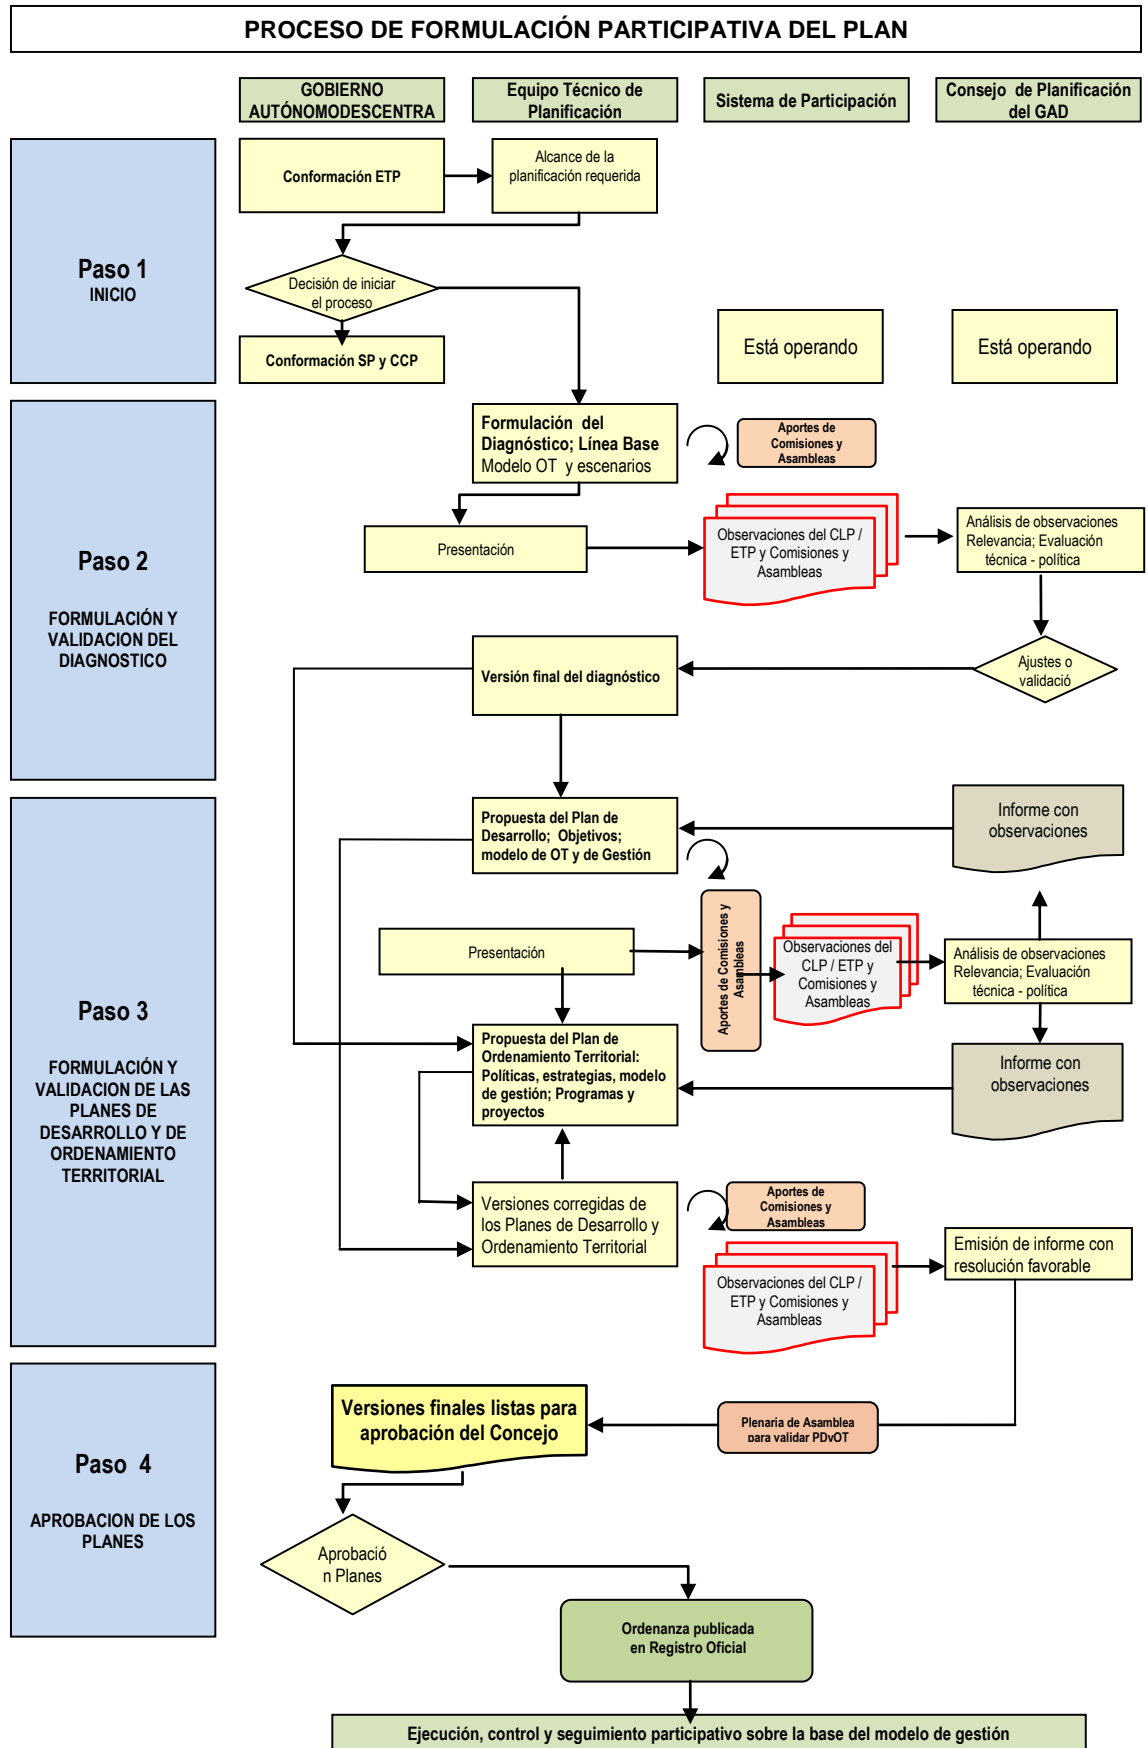 PROCESO DE FORMULACIÓN PARTICIPATIVA DEL PLAN
GOBIERNO
AUTÓNOMODESCENTRA
Equipo Técnico de
Planificación
Sistema de Participación
Consejo de Planificación
del GAD
Paso 1
INICIO
Conformación ETP
Alcance de la
planificación requerida
Decisión de iniciar
el proceso
Conformación SP y CCP
Está operando
Está operando
Paso 2
FORMULACIÓN Y
VALIDACION DEL
DIAGNOSTICO
Formulación del
Diagnóstico; Línea Base
Modelo OT y escenarios
Aportes de
Comisiones y
Asambleas
Presentación
Observaciones del CLP /
ETP y Comisiones y
Asambleas
Análisis de observaciones
Relevancia; Evaluación
técnica - política
Versión final del diagnóstico
Ajustes o
validació
Paso 3
FORMULACIÓN Y
VALIDACION DE LAS
PLANES DE
DESARROLLO Y DE
ORDENAMIENTO
TERRITORIAL
Propuesta del Plan de
Desarrollo; Objetivos;
modelo de OT y de Gestión
Informe con
observaciones
Presentación
Aportes de Comisiones y
Asambleas
Observaciones del
CLP / ETP y
Comisiones y
Asambleas
Análisis de observaciones
Relevancia; Evaluación
técnica - política
Propuesta del Plan de
Ordenamiento Territorial:
Políticas, estrategias, modelo
de gestión; Programas y
proyectos
Informe con
observaciones
Versiones corregidas de
los Planes de Desarrollo y
Ordenamiento Territorial
Aportes de
Comisiones y
Asambleas
Observaciones del CLP /
ETP y Comisiones y
Asambleas
Emisión de informe con
resolución favorable
Paso 4
APROBACION DE LOS
PLANES
Versiones finales listas para
aprobación del Concejo
Plenaria de Asamblea
para validar PDyOT
Aprobació
n Planes
Ordenanza publicada
en Registro Oficial
Ejecución, control y seguimiento participativo sobre la base del modelo de gestión